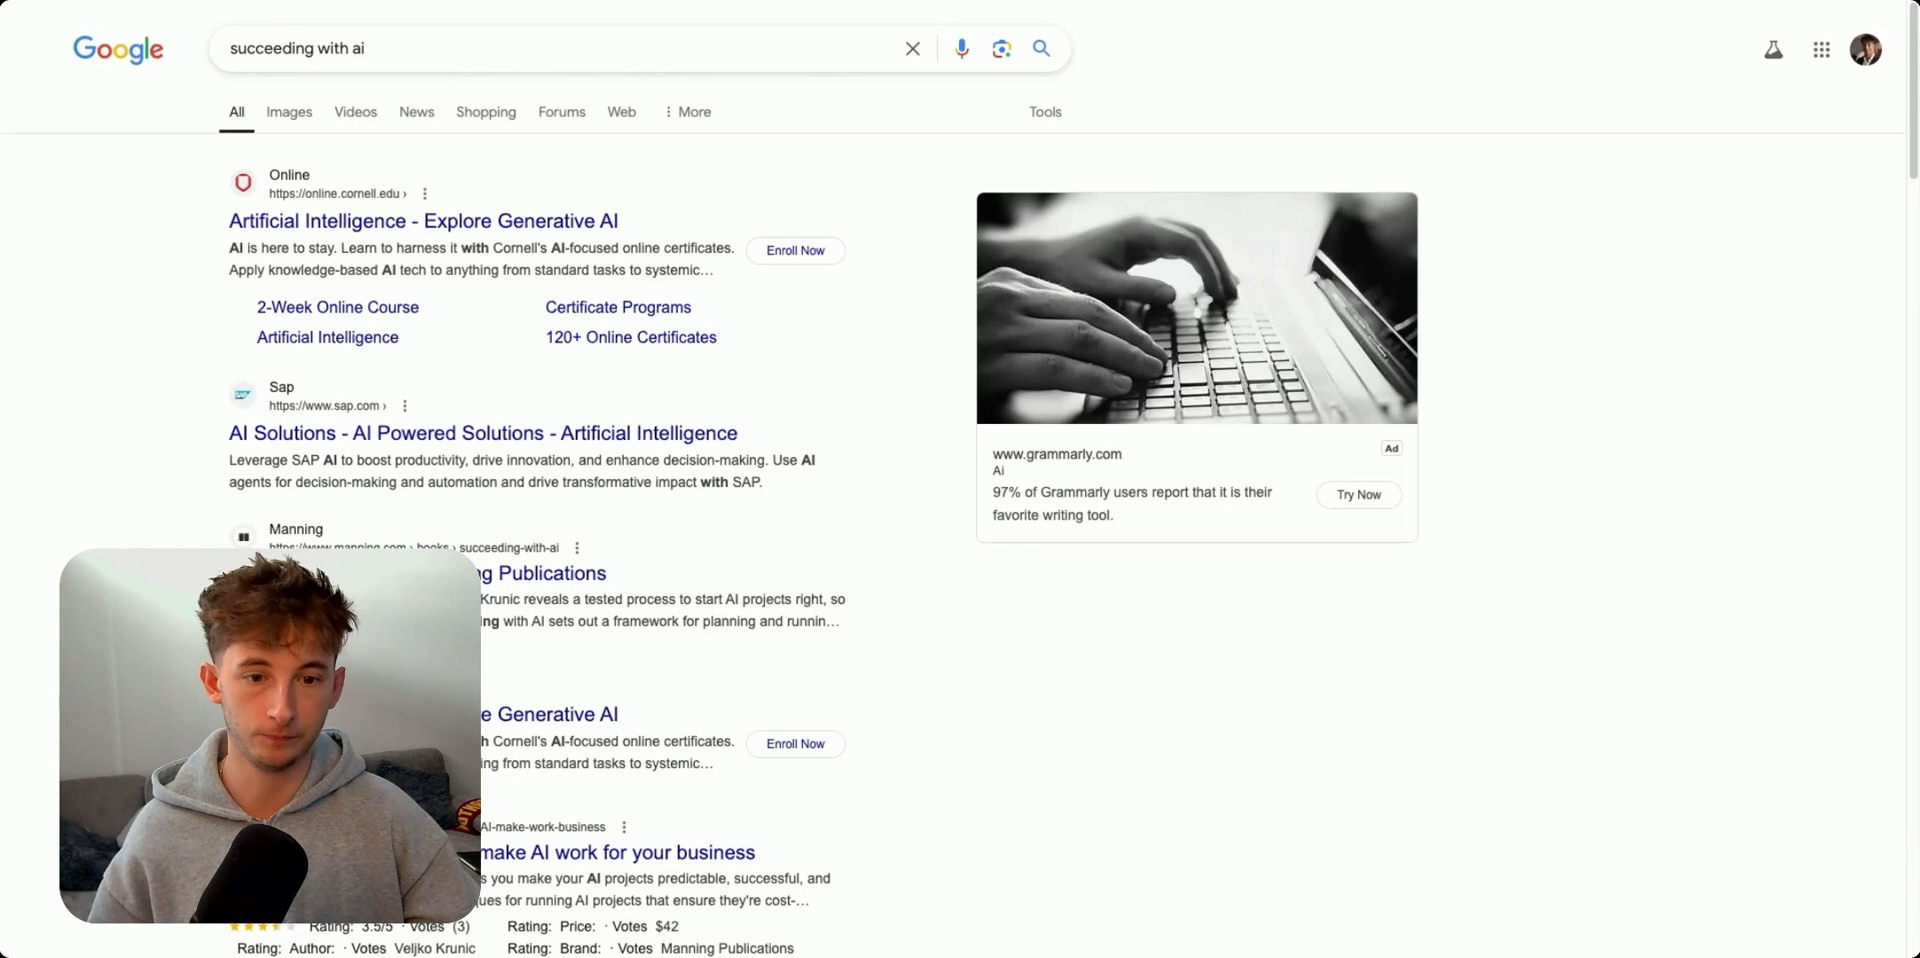 Google
succeeding with ai
All Images Videos News Shopping Forums Web More Tools
Online
https://online.cornell.edu ›
Artificial Intelligence - Explore Generative AI
AI is here to stay. Learn to harness it with Cornell's AI-focused online certificates.
Apply knowledge-based AI tech to anything from standard tasks to systemic...
Enroll Now
2-Week Online Course
Certificate Programs
Artificial Intelligence
120+ Online Certificates
Sap
SAP
https://www.sap.com ›
AI Solutions - AI Powered Solutions - Artificial Intelligence
Leverage SAP AI to boost productivity, drive innovation, and enhance decision-making. Use AI
agents for decision-making and automation and drive transformative impact with SAP.
Manning
https://www.manning.com › books › succeeding-with-ai
Publications
Krunic reveals a tested process to start AI projects right, so
with AI sets out a framework for planning and runnin...
Generative AI
Cornell's AI-focused online certificates.
from standard tasks to systemic...
Enroll Now
AI-make-work-business
make AI work for your business
you make your AI projects predictable, successful, and
for running AI projects that ensure they're cost-...
Rating: 3.5/5 · Votes (3) Rating: Price: · Votes $42
Rating: Author: · Votes Veljko Krunic Rating: Brand: · Votes Manning Publications
www.grammarly.com
Ad
Ai
97% of Grammarly users report that it is their
favorite writing tool.
Try Now